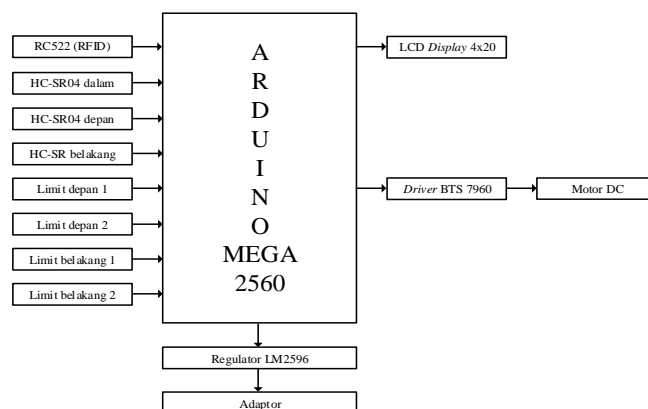 RC522 (RFID)
HC-SR04 dalam
HC-SR04 depan
HC-SR belakang
Limit depan 1
Limit depan 2
Limit belakang 1
Limit belakang 2
A
R
D
U
I
N
O
MEGA
2560
LCD Display 4x20
Driver BTS 7960
Motor DC
Regulator LM2596
Adaptor